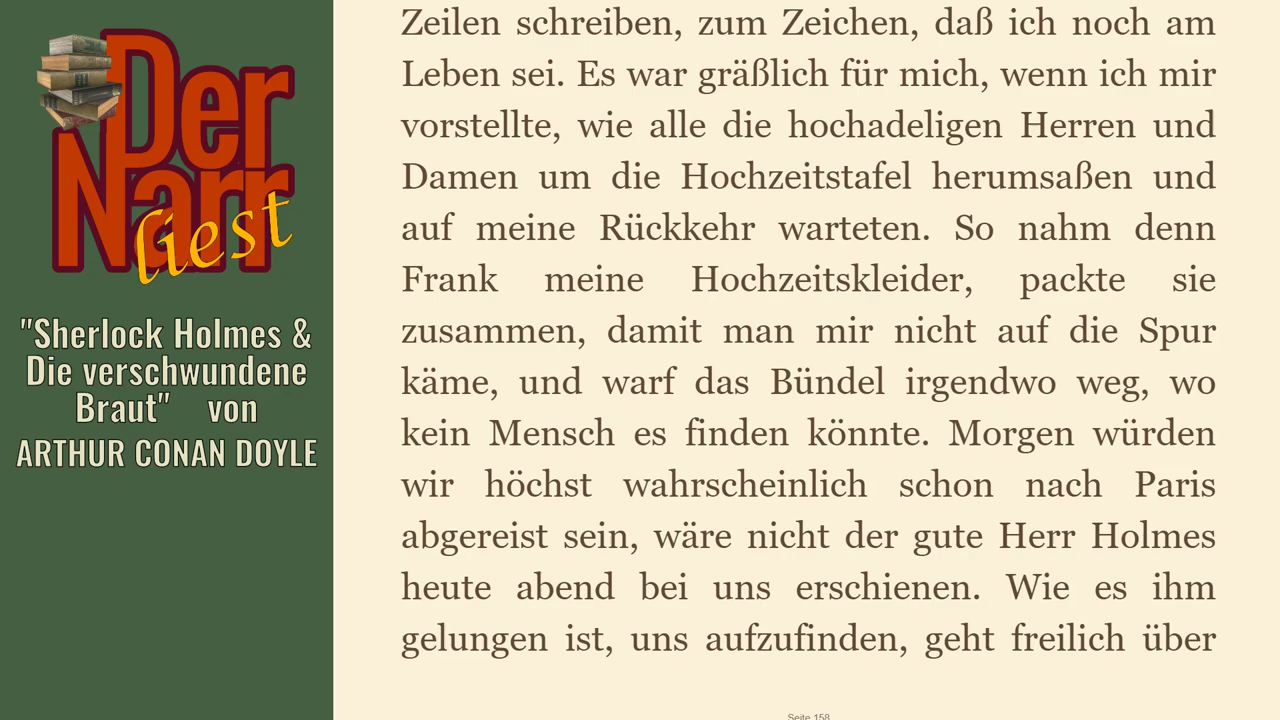 Der
Narr
liest
"Sherlock Holmes &
Die verschwundene
Braut" von
ARTHUR CONAN DOYLE
Zeilen schreiben, zum Zeichen, daß ich noch am
Leben sei. Es war gräßlich für mich, wenn ich mir
vorstellte, wie alle die hochadeligen Herren und
Damen um die Hochzeitstafel herumsaßen und
auf meine Rückkehr warteten. So nahm denn
Frank meine Hochzeitskleider, packte sie
zusammen, damit man mir nicht auf die Spur
käme, und warf das Bündel irgendwo weg, wo
kein Mensch es finden könnte. Morgen würden
wir höchst wahrscheinlich schon nach Paris
abgereist sein, wäre nicht der gute Herr Holmes
heute abend bei uns erschienen. Wie es ihm
gelungen ist, uns aufzufinden, geht freilich über
Seite 158